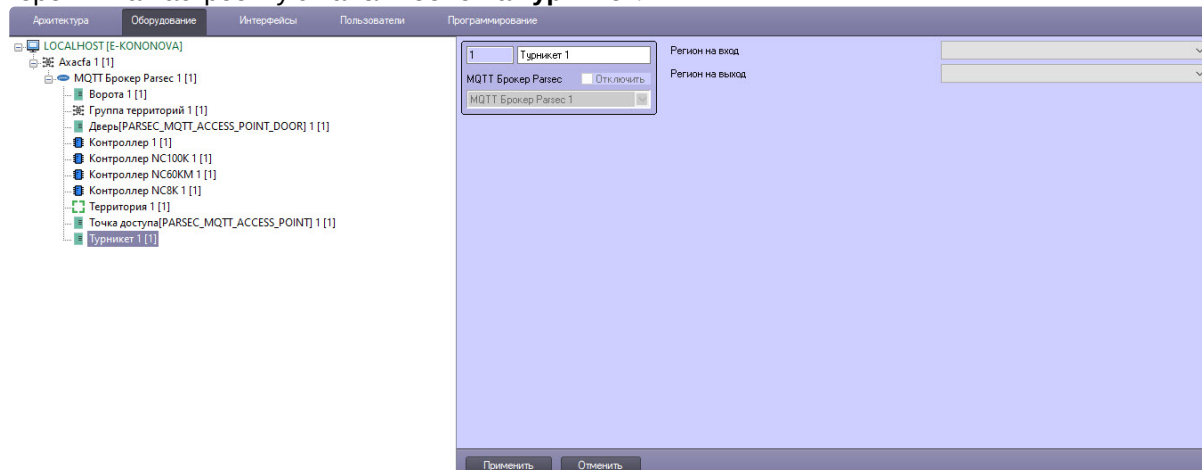 Архитектура Оборудование Интерфейсы Пользователи Программирование
LOCALHOST [E-KONONOVA]
Axacfa 1 [1]
MQTT Брокер Parsec 1 [1]
Ворота 1 [1]
Группа территорий 1 [1]
Дверь[PARSEC_MQTT_ACCESS_POINT_DOOR] 1 [1]
Контроллер 1 [1]
Контроллер NC100K 1 [1]
Контроллер NC60KM 1 [1]
Контроллер NC8K 1 [1]
Территория 1 [1]
Точка доступа[PARSEC_MQTT_ACCESS_POINT] 1 [1]
Турникет 1 [1]
1 Турникет 1
MQTT Брокер Parsec Отключить
MQTT Брокер Parsec 1
Регион на вход
Регион на выход
Применить Отменить